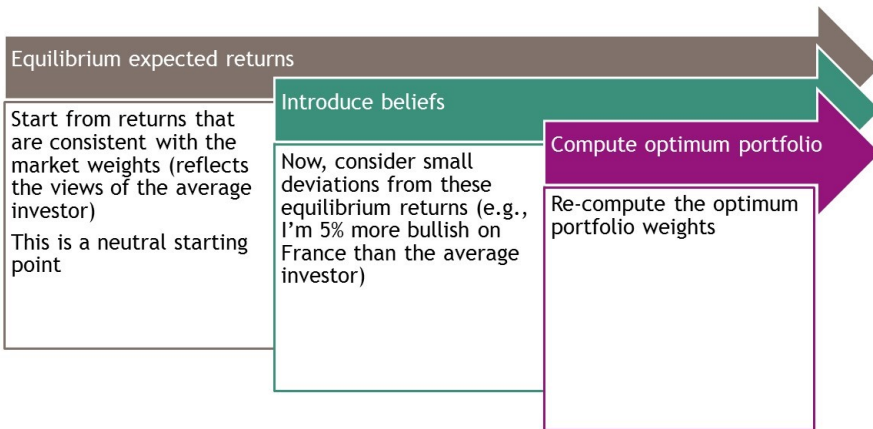 Equilibrium expected returns
Start from returns that
are consistent with the
market weights (reflects
the views of the average
investor)
This is a neutral starting
point
Introduce beliefs
Now, consider small
deviations from these
equilibrium returns (e.g.,
I'm 5% more bullish on
France than the average
investor)
Compute optimum portfolio
Re-compute the optimum
portfolio weights